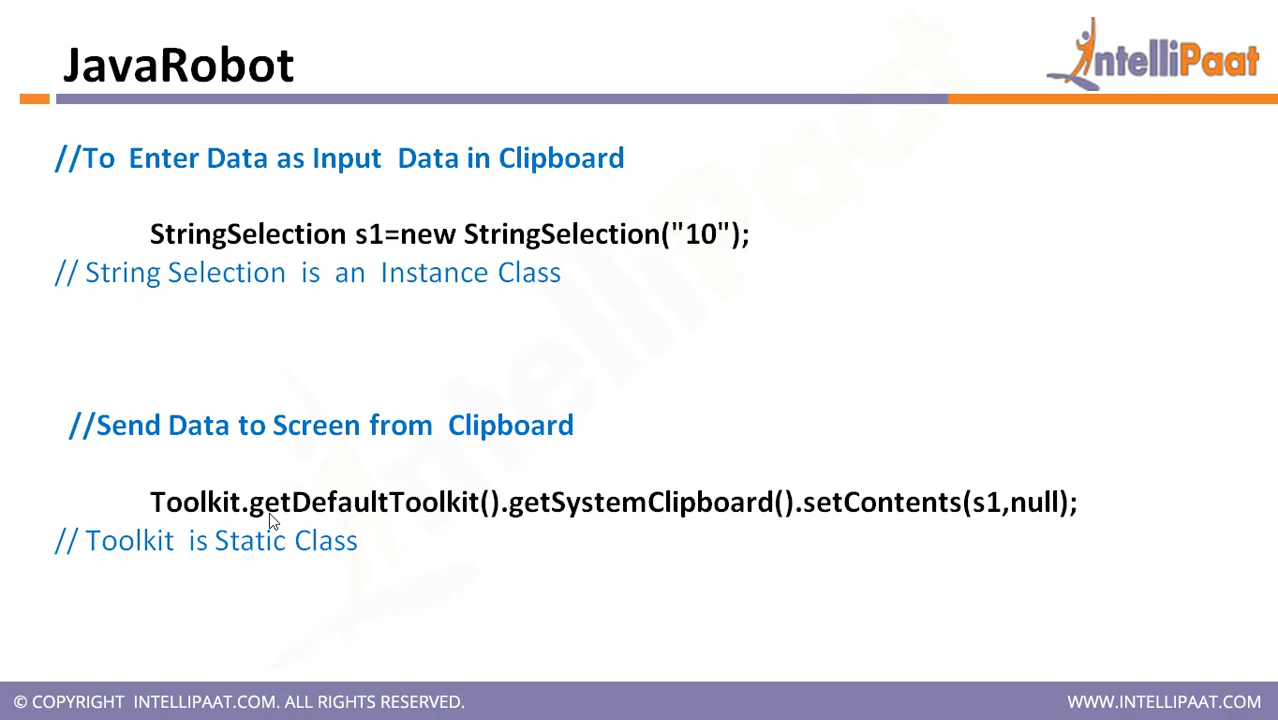 JavaRobot
IntelliPaat
//To Enter Data as Input Data in Clipboard
StringSelection s1=new StringSelection("10");
// String Selection is an Instance Class
//Send Data to Screen from Clipboard
Toolkit.getDefaultToolkit().getSystemClipboard().setContents(s1,null);
// Toolkit is Static Class
IntelliPaat
© COPYRIGHT INTELLIPAAT.COM. ALL RIGHTS RESERVED.
WWW.INTELLIPAAT.COM